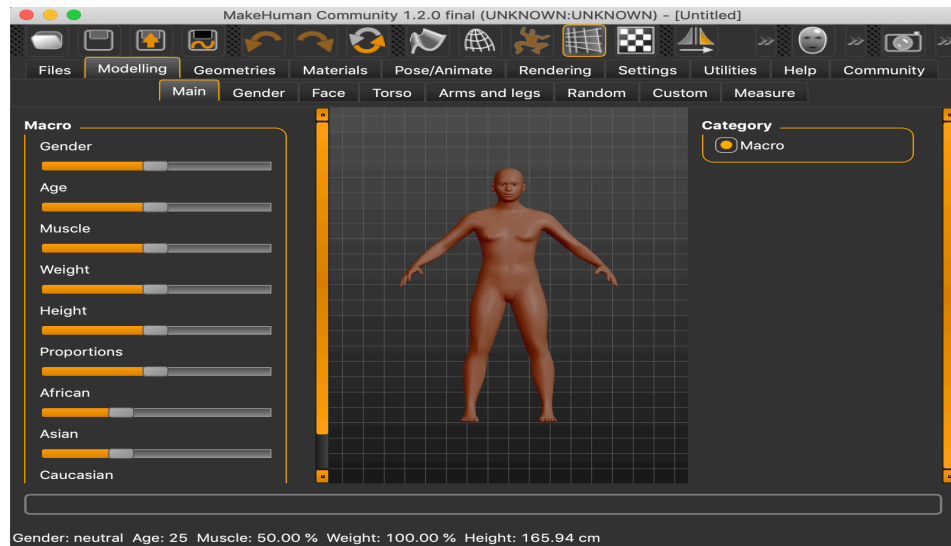 MakeHuman Community 1.2.0 final (UNKNOWN:UNKNOWN) - [Untitled]
Files Modelling Geometries Materials Pose/Animate Rendering Settings Utilities Help Community
Main Gender Face Torso Arms and legs Random Custom Measure
Macro
Gender
Age
Muscle
Weight
Height
Proportions
African
Asian
Caucasian
Category
Macro
Gender: neutral Age: 25 Muscle: 50.00 % Weight: 100.00 % Height: 165.94 cm